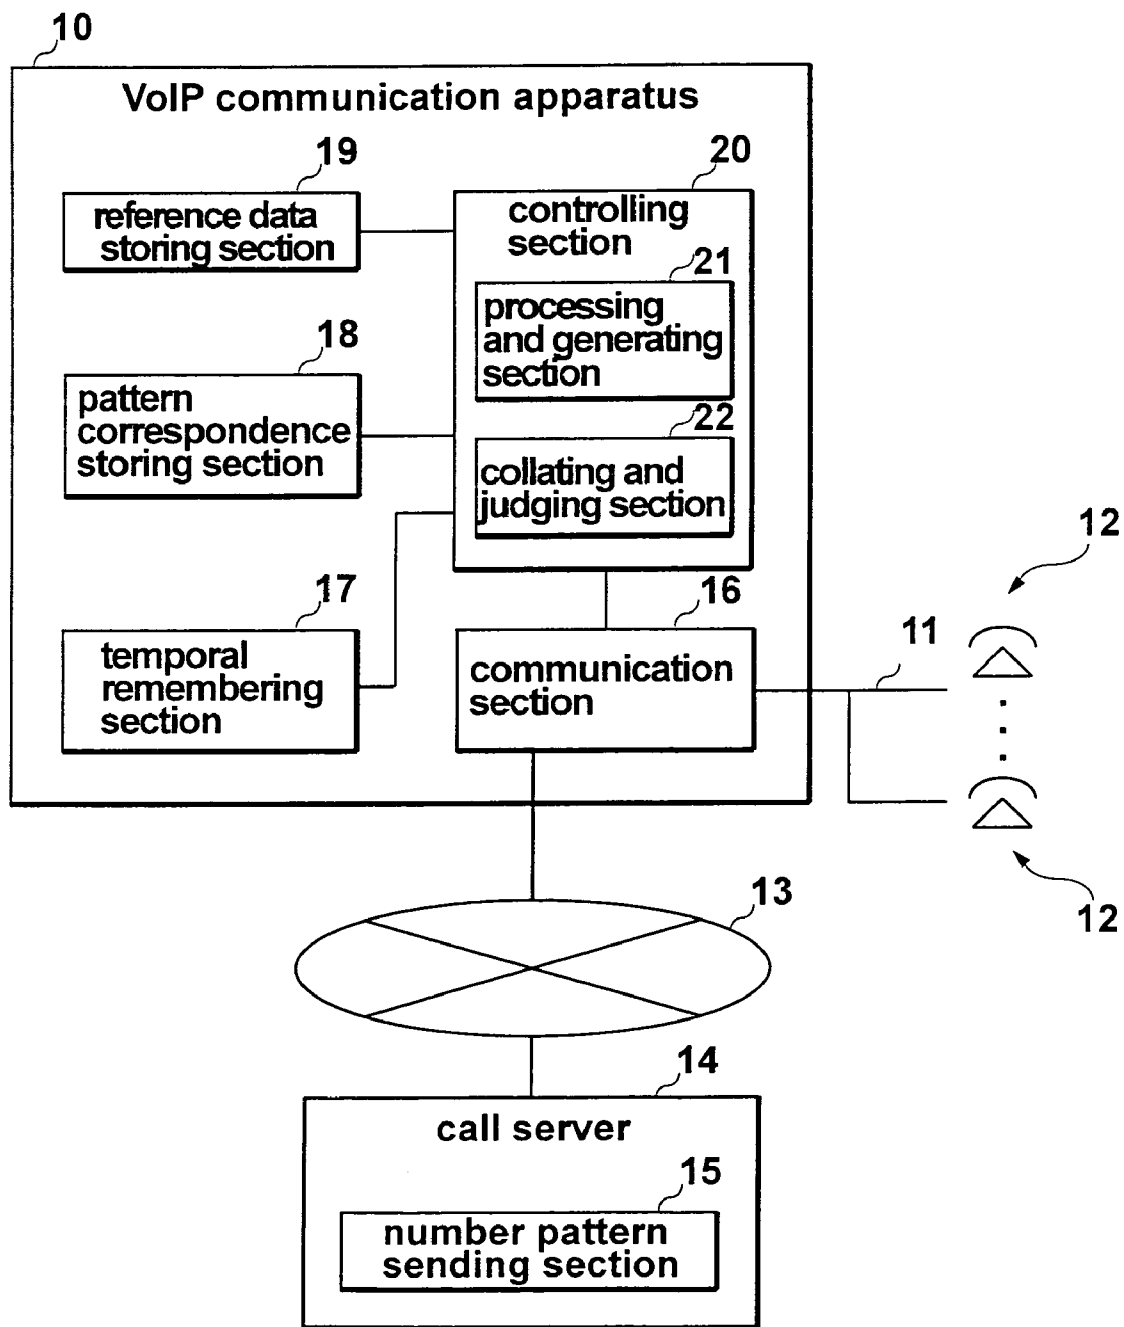 10
VoIP communication apparatus
19
reference data
storing section
20
controlling
section
21
processing
and generating
section
18
pattern
correspondence
storing section
22
collating and
judging section
12
17
temporal
remembering
section
16
communication
section
11
12
13
14
call server
15
number pattern
sending section